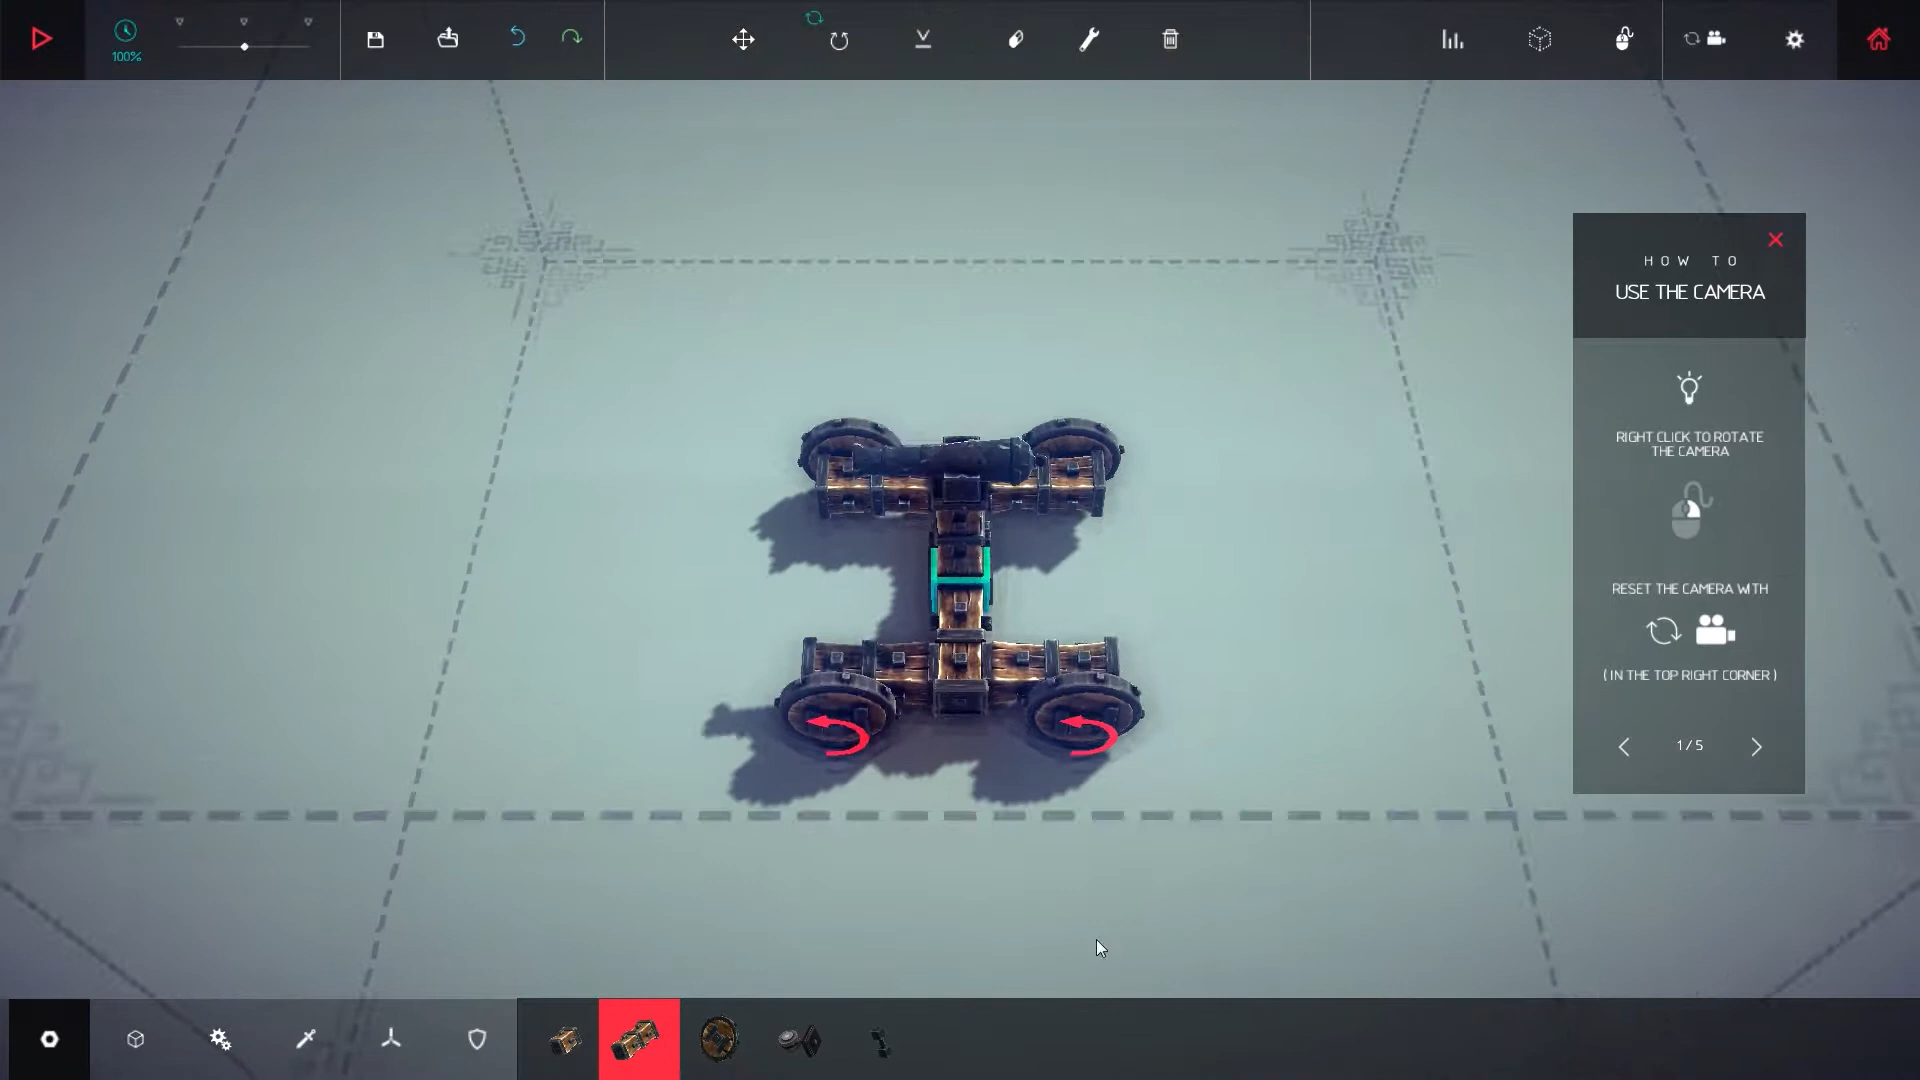 100%
HOW TO
USE THE CAMERA
RIGHT CLICK TO ROTATE
THE CAMERA
RESET THE CAMERA WITH
( IN THE TOP RIGHT CORNER )
1/5